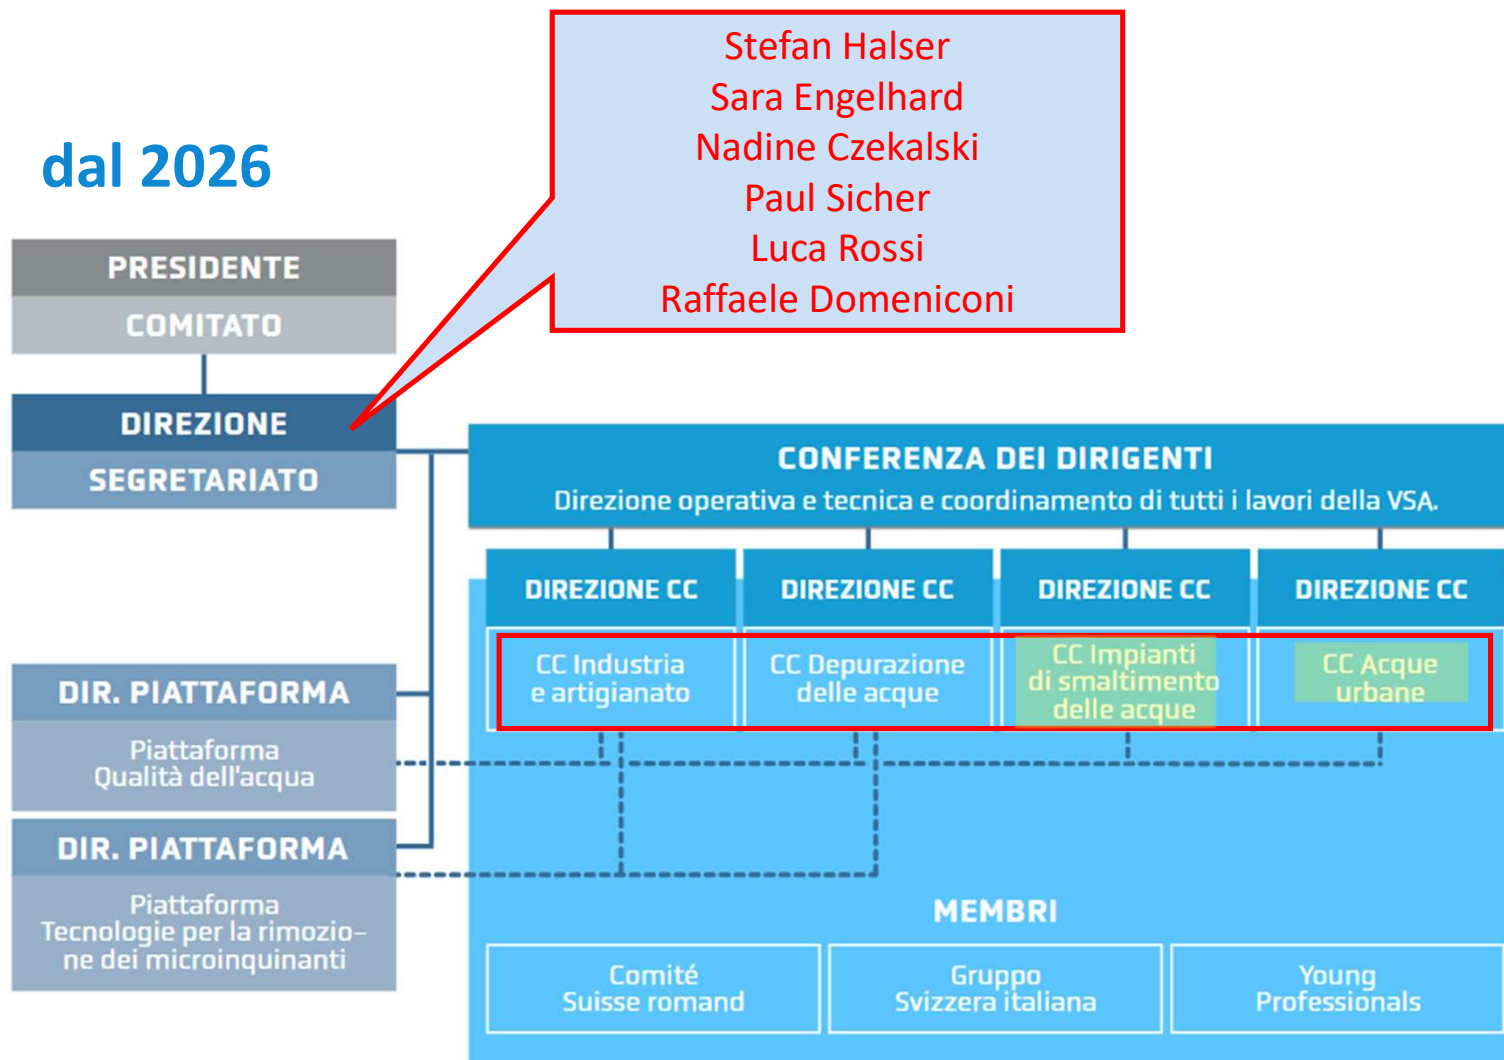 Stefan Halser
Sara Engelhard
Nadine Czekalski
Paul Sicher
Luca Rossi
Raffaele Domeniconi
dal 2026
PRESIDENTE
COMITATO
DIREZIONE
SEGRETARIATO
CONFERENZA DEI DIRIGENTI
Direzione operativa e tecnica e coordinamento di tutti i lavori della VSA.
DIREZIONE CC
DIREZIONE CC
DIREZIONE CC
DIREZIONE CC
CC Industria
e artigianato
CC Depurazione
delle acque
CC Impianti
di smaltimento
delle acque
CC Acque
urbane
DIR. PIATTAFORMA
Piattaforma
Qualità dell'acqua
DIR. PIATTAFORMA
Piattaforma
Tecnologie per la rimozio-
ne dei microinquinanti
MEMBRI
Comité
Suisse romand
Gruppo
Svizzera italiana
Young
Professionals